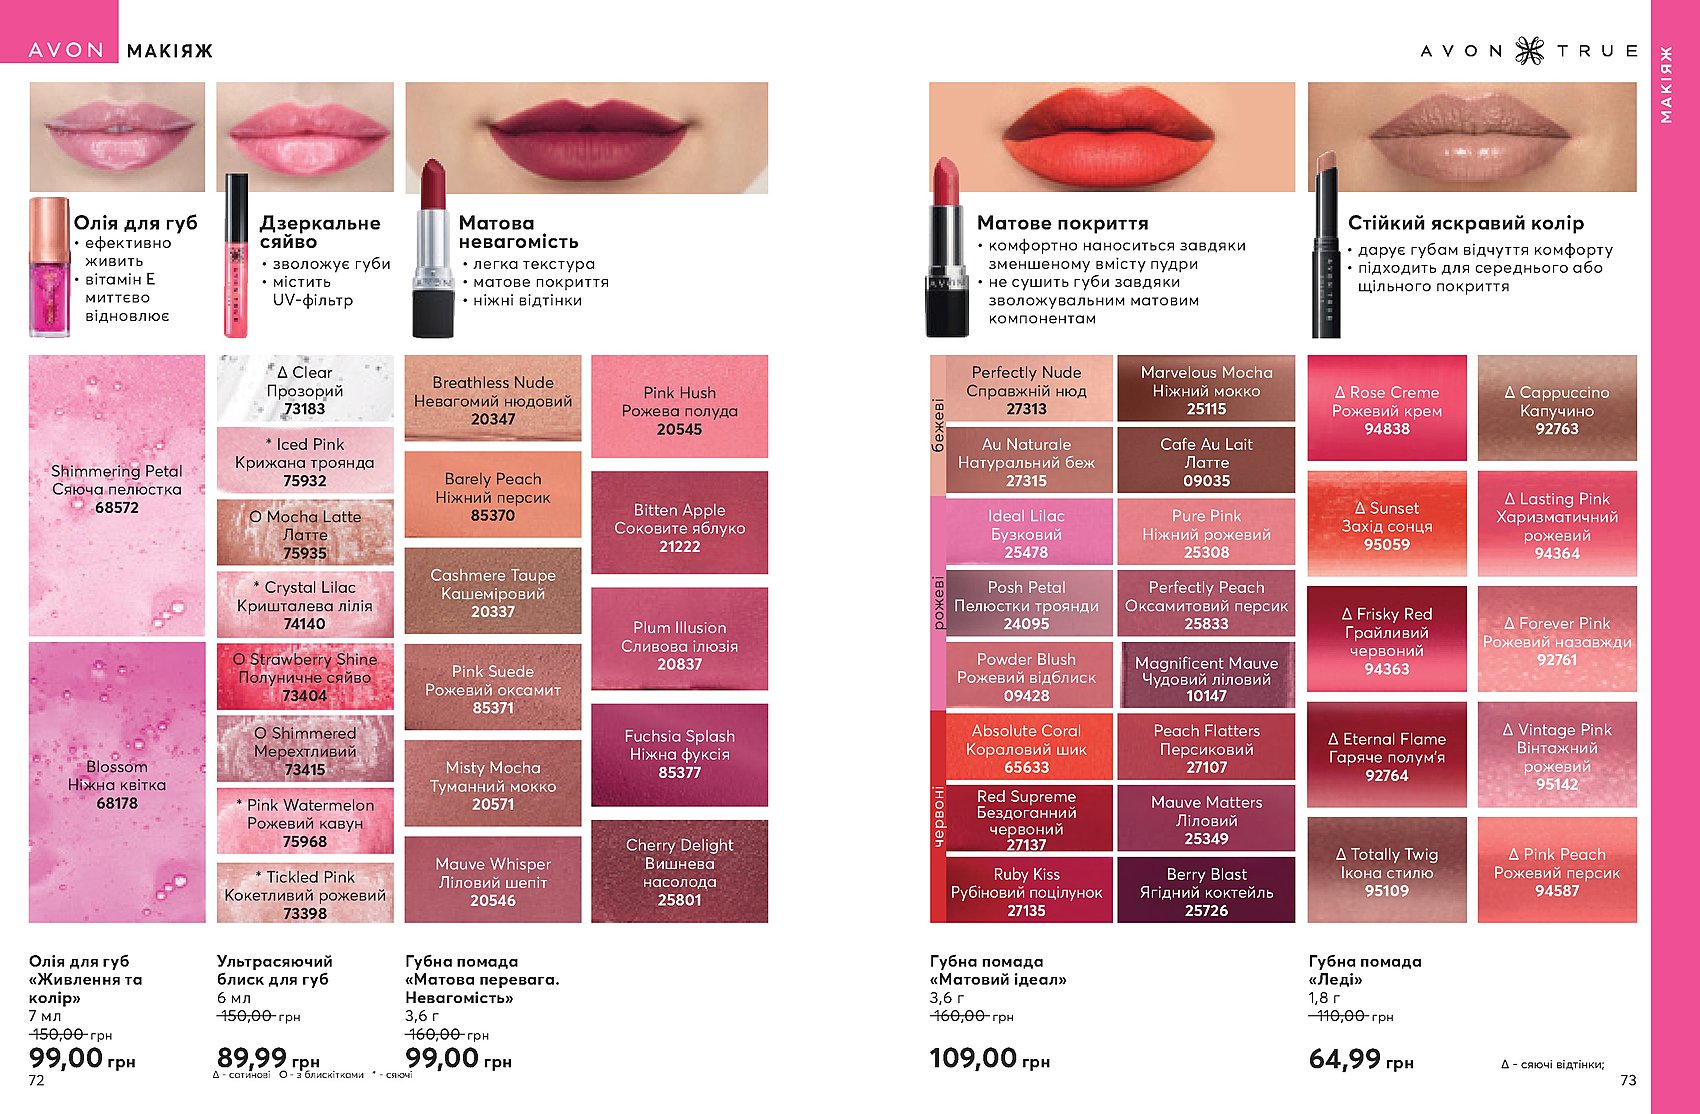 AVON МАКІЯЖ
AVON TRUE
МАКІЯЖ
Олія для губ
• ефективно
живить
• вітамін Е
миттєво
відновлює
Дзеркальне
сяйво
• зволожує губи
• містить
UV-фільтр
Матова
невагомість
• легка текстура
• матове покриття
• ніжні відтінки
Матове покриття
• комфортно наноситься завдяки
зменшеному вмісту пудри
• не сушить губи завдяки
зволожувальним матовим
компонентам
Стійкий яскравий колір
• дарує губам відчуття комфорту
• підходить для середнього або
щільного покриття
AVON
AVON
Shimmering Petal
Сяюча пелюстка
68572
Blossom
Ніжна квітка
68178
Δ Clear
Прозорий
73183
* Iced Pink
Крижана троянда
75932
O Mocha Latte
Латте
75935
* Crystal Lilac
Кришталева лілія
74140
O Strawberry Shine
Полуничне сяйво
73404
O Shimmered
Мерехтливий
73415
* Pink Watermelon
Рожевий кавун
75968
* Tickled Pink
Кокетливий рожевий
73398
Breathless Nude
Невагомий нюдовий
20347
Barely Peach
Ніжний персик
85370
Cashmere Taupe
Кашеміровий
20337
Pink Suede
Рожевий оксамит
85371
Misty Mocha
Туманний мокко
20571
Mauve Whisper
Ліловий шепіт
20546
Pink Hush
Рожева полуда
20545
Bitten Apple
Соковите яблуко
21222
Plum Illusion
Сливова ілюзія
20837
Fuchsia Splash
Ніжна фуксія
85377
Cherry Delight
Вишнева
насолода
25801
бежеві
рожеві
червоні
Perfectly Nude
Справжній нюд
27313
Au Naturale
Натуральний беж
27315
Ideal Lilac
Бузковий
25478
Posh Petal
Пелюстки троянди
24095
Powder Blush
Рожевий відблиск
09428
Absolute Coral
Кораловий шик
65633
Red Supreme
Бездоганний
червоний
27137
Ruby Kiss
Рубіновий поцілунок
27135
Marvelous Mocha
Ніжний мокко
25115
Cafe Au Lait
Латте
09035
Pure Pink
Ніжний рожевий
25308
Perfectly Peach
Оксамитовий персик
25833
Magnificent Mauve
Чудовий ліловий
10147
Peach Flatters
Персиковий
27107
Mauve Matters
Ліловий
25349
Berry Blast
Ягідний коктейль
25726
Δ Rose Creme
Рожевий крем
94838
Δ Sunset
Захід сонця
95059
Δ Frisky Red
Грайливий
червоний
94363
Δ Eternal Flame
Гаряче полум'я
92764
Δ Totally Twig
Ікона стилю
95109
Δ Cappuccino
Капучино
92763
Δ Lasting Pink
Харизматичний
рожевий
94364
Δ Forever Pink
Рожевий назавжди
92761
Δ Vintage Pink
Вінтажний
рожевий
95142
Δ Pink Peach
Рожевий персик
94587
Олія для губ
«Живлення та
колір»
7 мл
150,00 грн
99,00 грн
Ультрасяючий
блиск для губ
6 мл
150,00 грн
89,99 грн
Губна помада
«Матова перевага.
Невагомість»
3,6 г
160,00 грн
99,00 грн
Губна помада
«Матовий ідеал»
3,6 г
160,00 грн
109,00 грн
Губна помада
«Леді»
1,8 г
110,00 грн
64,99 грн
72
Δ - сатинові O - з блискітками * - сяючі
Δ - сяючі відтінки;
73